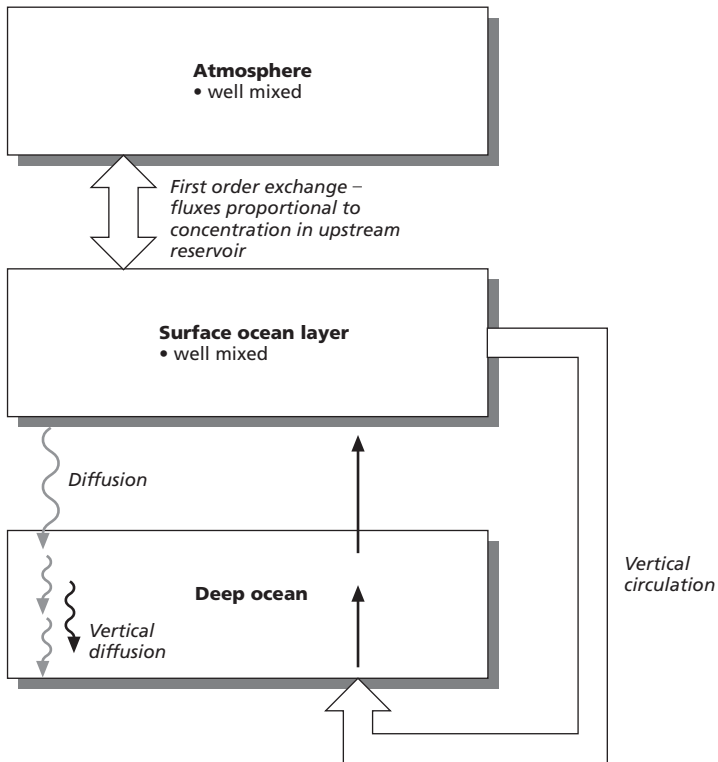 Atmosphere
• well mixed
First order exchange –
fluxes proportional to
concentration in upstream
reservoir
Surface ocean layer
• well mixed
Diffusion
Deep ocean
Vertical
diffusion
Vertical
circulation